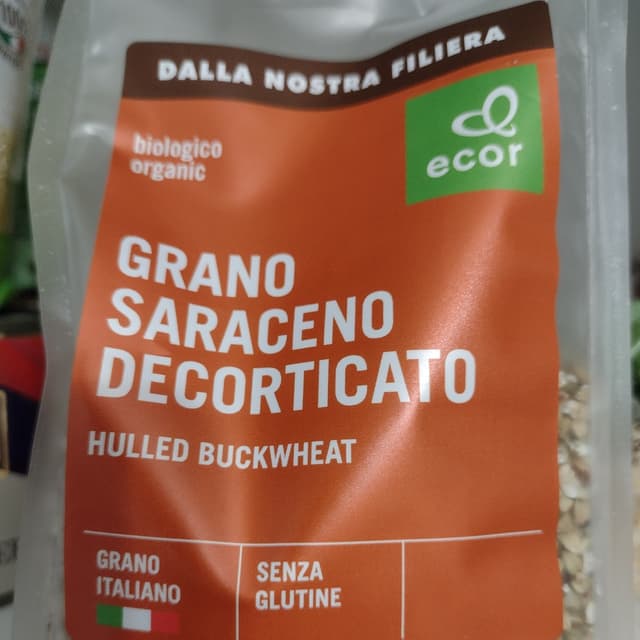 DALLA NOSTRA FILIERA
biologico
organic
ecor
GRANO
SARACENO
DECORTICATO
HULLED BUCKWHEAT
GRANO
ITALIANO
SENZA
GLUTINE